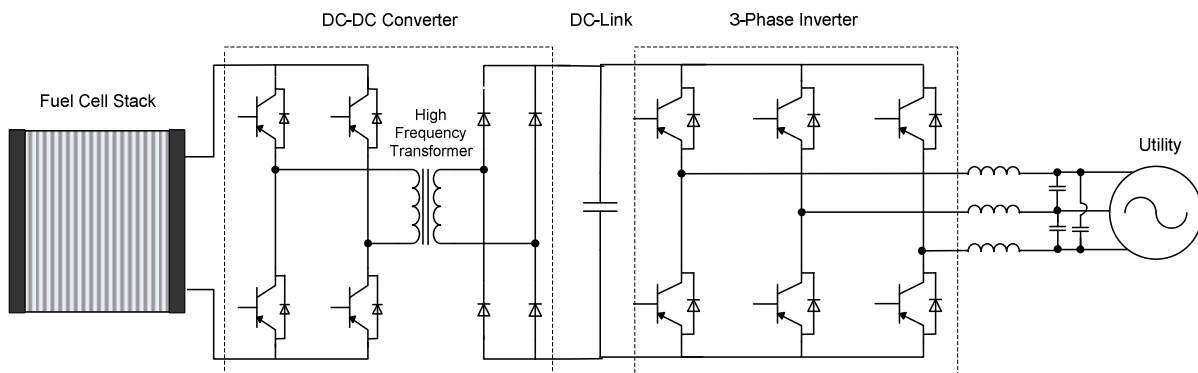 DC-DC Converter
DC-Link
3-Phase Inverter
Fuel Cell Stack
High
Frequency
Transformer
Utility